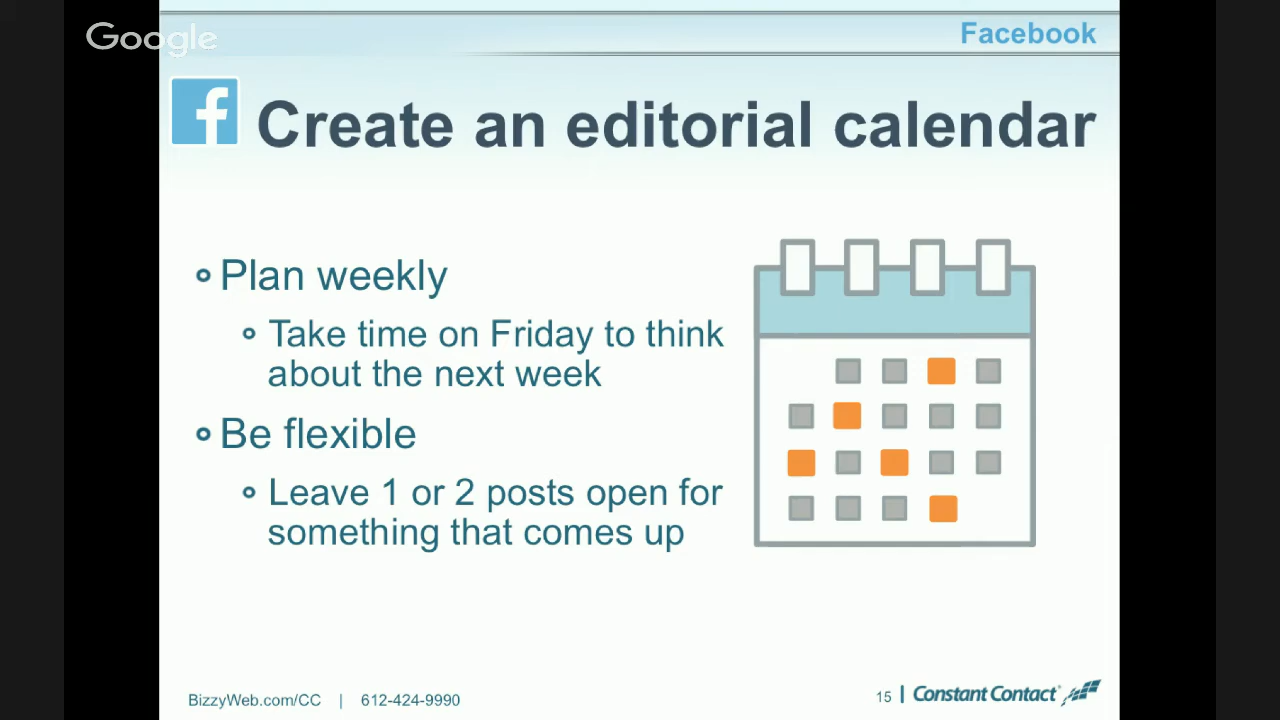 Google
Facebook
f
Create an editorial calendar
Plan weekly
Take time on Friday to think
about the next week
Be flexible
Leave 1 or 2 posts open for
something that comes up
BizzyWeb.com/CC | 612-424-9990
15 | Constant Contact®